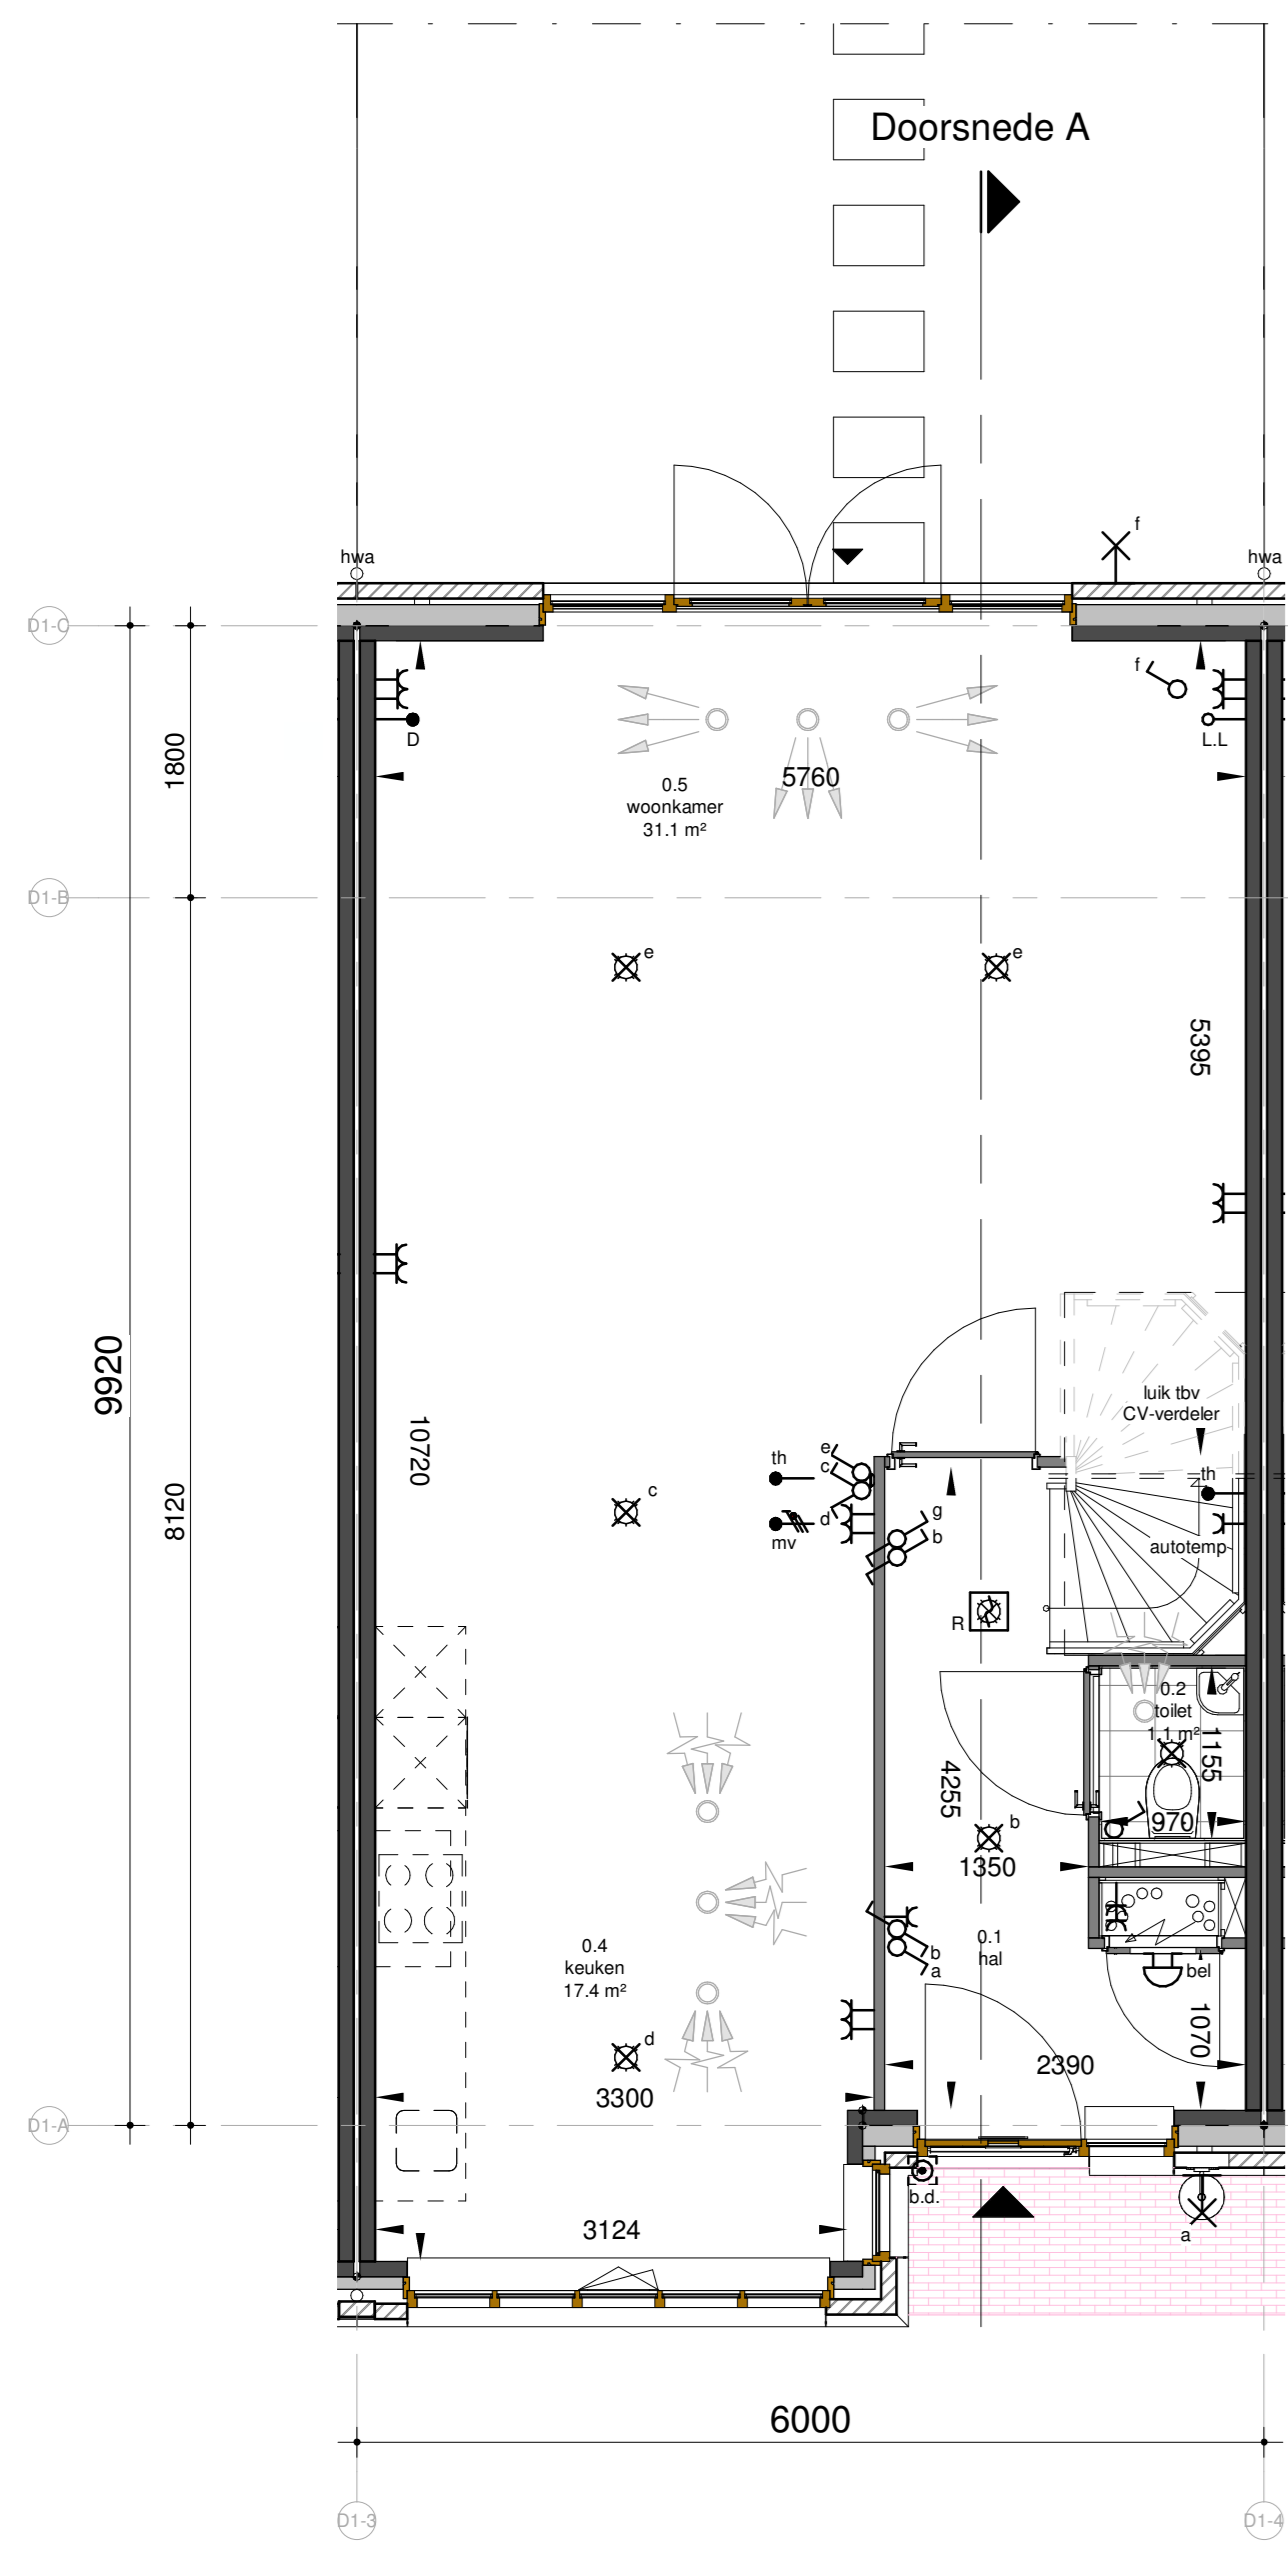 Doorsnede A
f
hwa
hwa
D1-C
f
D
L.L
1800
5760
0.5
woonkamer
31.1 m²
D1-B
e
e
5395
9920
10720
8120
luik tbv
CV-verdeler
th
e
c
th
d
g
c
mv
b
autotemp
R
0.2
toilet
1.1 m²
1155
4255
970
b
1350
0.1
hal
b
a
bel
0.4
keuken
17.4 m²
1070
d
2390
3300
D1-A
b.d.
3124
a
6000
D1-3
D1-4